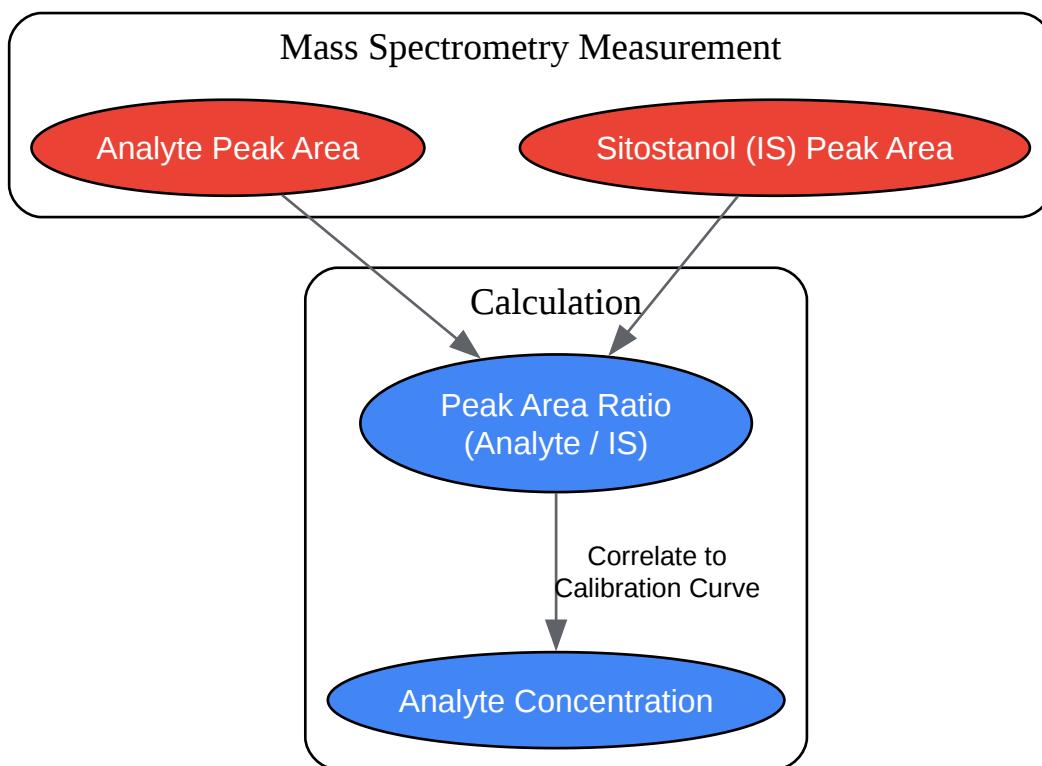 Mass Spectrometry Measurement
Analyte Peak Area
Sitostanol (IS) Peak Area
Calculation
Peak Area Ratio
(Analyte / IS)
Correlate to
Calibration Curve
Analyte Concentration